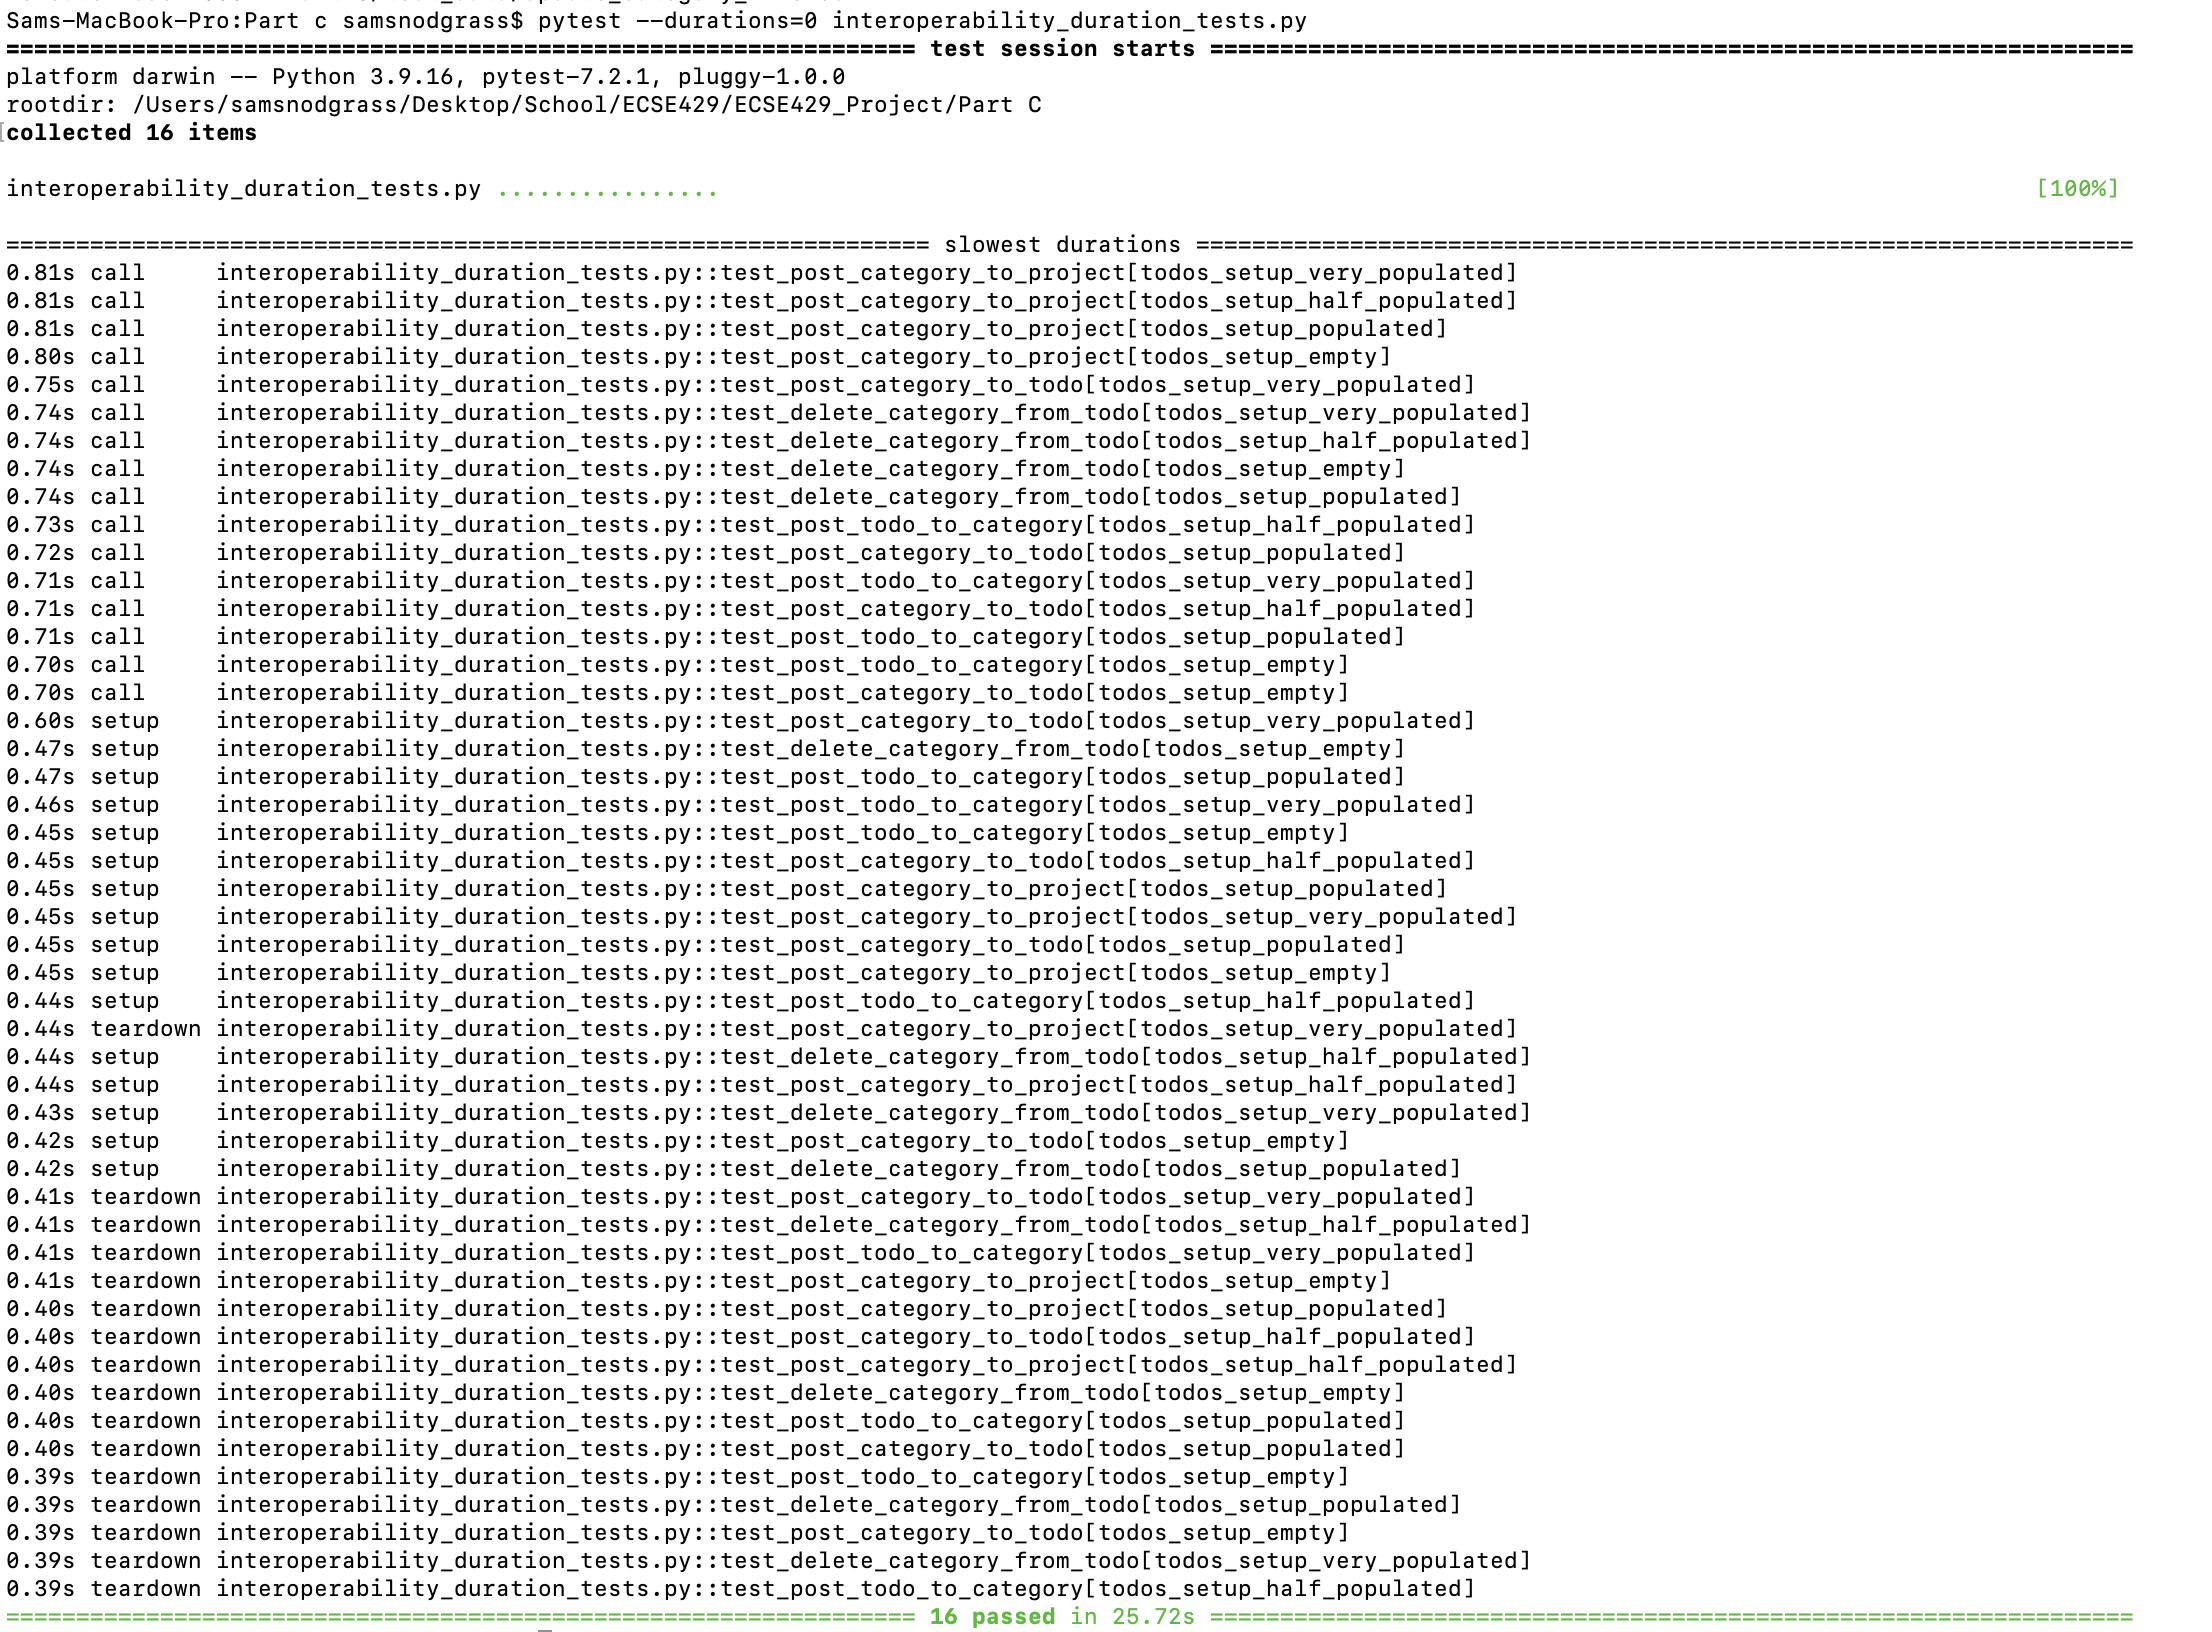 Sams-MacBook-Pro:Part c samsnodgrass$ pytest --durations=0 interoperability_duration_tests.py
================================================================= test session starts ==================================================================
platform darwin -- Python 3.9.16, pytest-7.2.1, pluggy-1.0.0
rootdir: /Users/samsnodgrass/Desktop/School/ECSE429/ECSE429_Project/Part C
collected 16 items
interoperability_duration_tests.py ................ [100%]
================================================================== slowest durations ===================================================================
0.81s call     interoperability_duration_tests.py::test_post_category_to_project[todos_setup_very_populated]
0.81s call     interoperability_duration_tests.py::test_post_category_to_project[todos_setup_half_populated]
0.81s call     interoperability_duration_tests.py::test_post_category_to_project[todos_setup_populated]
0.80s call     interoperability_duration_tests.py::test_post_category_to_project[todos_setup_empty]
0.75s call     interoperability_duration_tests.py::test_post_category_to_todo[todos_setup_very_populated]
0.74s call     interoperability_duration_tests.py::test_delete_category_from_todo[todos_setup_very_populated]
0.74s call     interoperability_duration_tests.py::test_delete_category_from_todo[todos_setup_half_populated]
0.74s call     interoperability_duration_tests.py::test_delete_category_from_todo[todos_setup_empty]
0.74s call     interoperability_duration_tests.py::test_delete_category_from_todo[todos_setup_populated]
0.73s call     interoperability_duration_tests.py::test_post_todo_to_category[todos_setup_half_populated]
0.72s call     interoperability_duration_tests.py::test_post_category_to_todo[todos_setup_populated]
0.71s call     interoperability_duration_tests.py::test_post_todo_to_category[todos_setup_very_populated]
0.71s call     interoperability_duration_tests.py::test_post_category_to_todo[todos_setup_half_populated]
0.71s call     interoperability_duration_tests.py::test_post_todo_to_category[todos_setup_populated]
0.70s call     interoperability_duration_tests.py::test_post_todo_to_category[todos_setup_empty]
0.70s call     interoperability_duration_tests.py::test_post_category_to_todo[todos_setup_empty]
0.60s setup    interoperability_duration_tests.py::test_post_category_to_todo[todos_setup_very_populated]
0.47s setup    interoperability_duration_tests.py::test_delete_category_from_todo[todos_setup_empty]
0.47s setup    interoperability_duration_tests.py::test_post_todo_to_category[todos_setup_populated]
0.46s setup    interoperability_duration_tests.py::test_post_todo_to_category[todos_setup_very_populated]
0.45s setup    interoperability_duration_tests.py::test_post_todo_to_category[todos_setup_empty]
0.45s setup    interoperability_duration_tests.py::test_post_category_to_todo[todos_setup_half_populated]
0.45s setup    interoperability_duration_tests.py::test_post_category_to_project[todos_setup_populated]
0.45s setup    interoperability_duration_tests.py::test_post_category_to_project[todos_setup_very_populated]
0.45s setup    interoperability_duration_tests.py::test_post_category_to_todo[todos_setup_populated]
0.45s setup    interoperability_duration_tests.py::test_post_category_to_project[todos_setup_empty]
0.44s setup    interoperability_duration_tests.py::test_post_todo_to_category[todos_setup_half_populated]
0.44s teardown interoperability_duration_tests.py::test_post_category_to_project[todos_setup_very_populated]
0.44s setup    interoperability_duration_tests.py::test_delete_category_from_todo[todos_setup_half_populated]
0.44s setup    interoperability_duration_tests.py::test_post_category_to_project[todos_setup_half_populated]
0.43s setup    interoperability_duration_tests.py::test_delete_category_from_todo[todos_setup_very_populated]
0.42s setup    interoperability_duration_tests.py::test_post_category_to_todo[todos_setup_empty]
0.42s setup    interoperability_duration_tests.py::test_delete_category_from_todo[todos_setup_populated]
0.41s teardown interoperability_duration_tests.py::test_post_category_to_todo[todos_setup_very_populated]
0.41s teardown interoperability_duration_tests.py::test_delete_category_from_todo[todos_setup_half_populated]
0.41s teardown interoperability_duration_tests.py::test_post_todo_to_category[todos_setup_very_populated]
0.41s teardown interoperability_duration_tests.py::test_post_category_to_project[todos_setup_empty]
0.40s teardown interoperability_duration_tests.py::test_post_category_to_project[todos_setup_populated]
0.40s teardown interoperability_duration_tests.py::test_post_category_to_todo[todos_setup_half_populated]
0.40s teardown interoperability_duration_tests.py::test_post_category_to_project[todos_setup_half_populated]
0.40s teardown interoperability_duration_tests.py::test_delete_category_from_todo[todos_setup_empty]
0.40s teardown interoperability_duration_tests.py::test_post_todo_to_category[todos_setup_populated]
0.40s teardown interoperability_duration_tests.py::test_post_category_to_todo[todos_setup_populated]
0.39s teardown interoperability_duration_tests.py::test_post_todo_to_category[todos_setup_empty]
0.39s teardown interoperability_duration_tests.py::test_delete_category_from_todo[todos_setup_populated]
0.39s teardown interoperability_duration_tests.py::test_post_category_to_todo[todos_setup_empty]
0.39s teardown interoperability_duration_tests.py::test_delete_category_from_todo[todos_setup_very_populated]
0.39s teardown interoperability_duration_tests.py::test_post_todo_to_category[todos_setup_half_populated]
================================================================= 16 passed in 25.72s ==================================================================